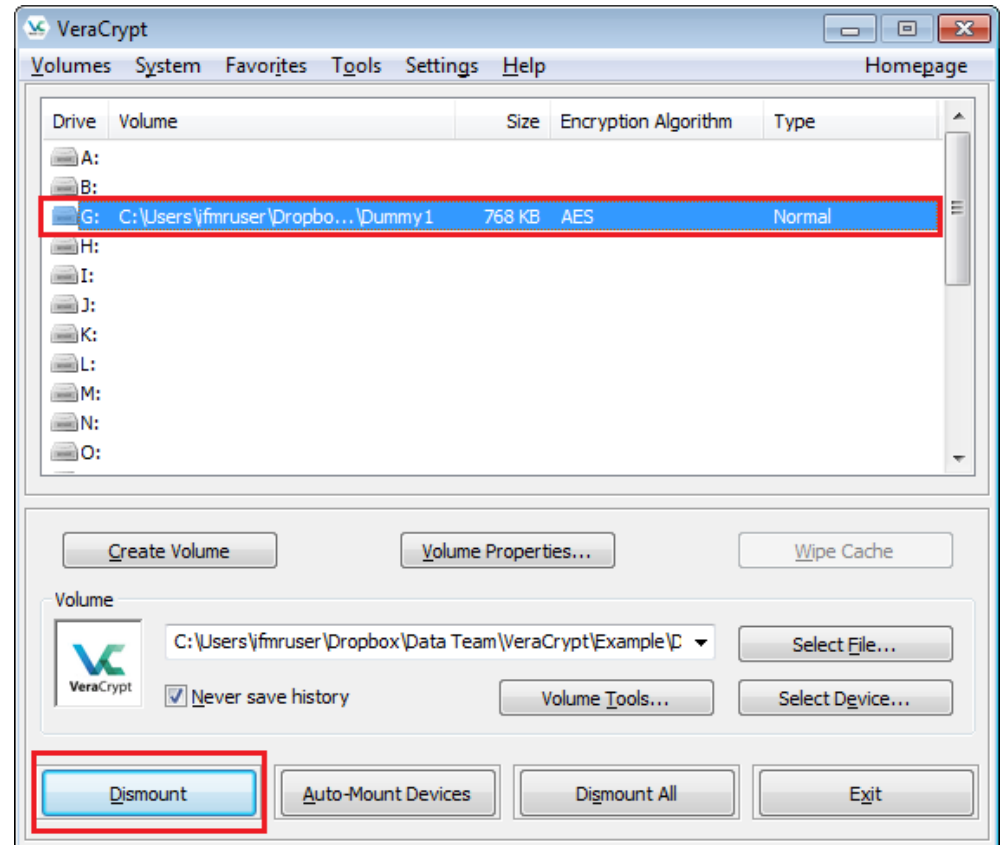 VeraCrypt
Volumes System Favorites Tools Settings Help Homepage
Drive Volume Size Encryption Algorithm Type
A:
B:
G: C:\Users\ifmruser\Dropbo...\Dummy1 768 KB AES Normal
H:
I:
J:
K:
L:
M:
N:
O:
Create Volume Volume Properties... Wipe Cache
Volume
C:\Users\ifmruser\Dropbox\Data Team\VeraCrypt\Example\D Select File...
VeraCrypt
Never save history Volume Tools... Select Device...
Dismount Auto-Mount Devices Dismount All Exit